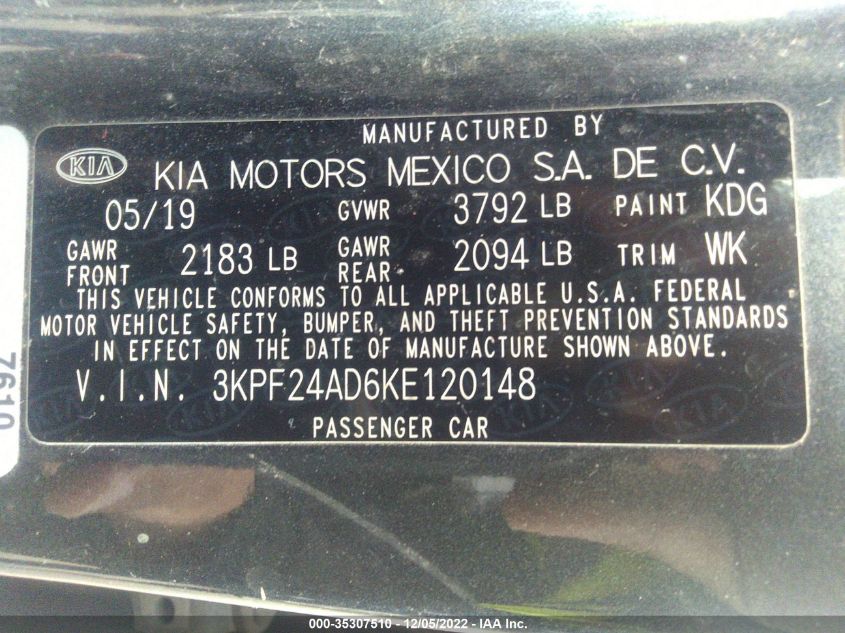 MANUFACTURED BY
KIA KIA MOTORS MEXICO S.A. DE C.V.
05/19 GVWR 3792 LB PAINT KDG
GAWR FRONT 2183 LB GAWR REAR 2094 LB TRIM WK
THIS VEHICLE CONFORMS TO ALL APPLICABLE U.S.A. FEDERAL
MOTOR VEHICLE SAFETY, BUMPER, AND THEFT PREVENTION STANDARDS
IN EFFECT ON THE DATE OF MANUFACTURE SHOWN ABOVE.
V.I.N. 3KPF24AD6KE120148
PASSENGER CAR
7610
000-35307510 - 12/05/2022 - IAA Inc.